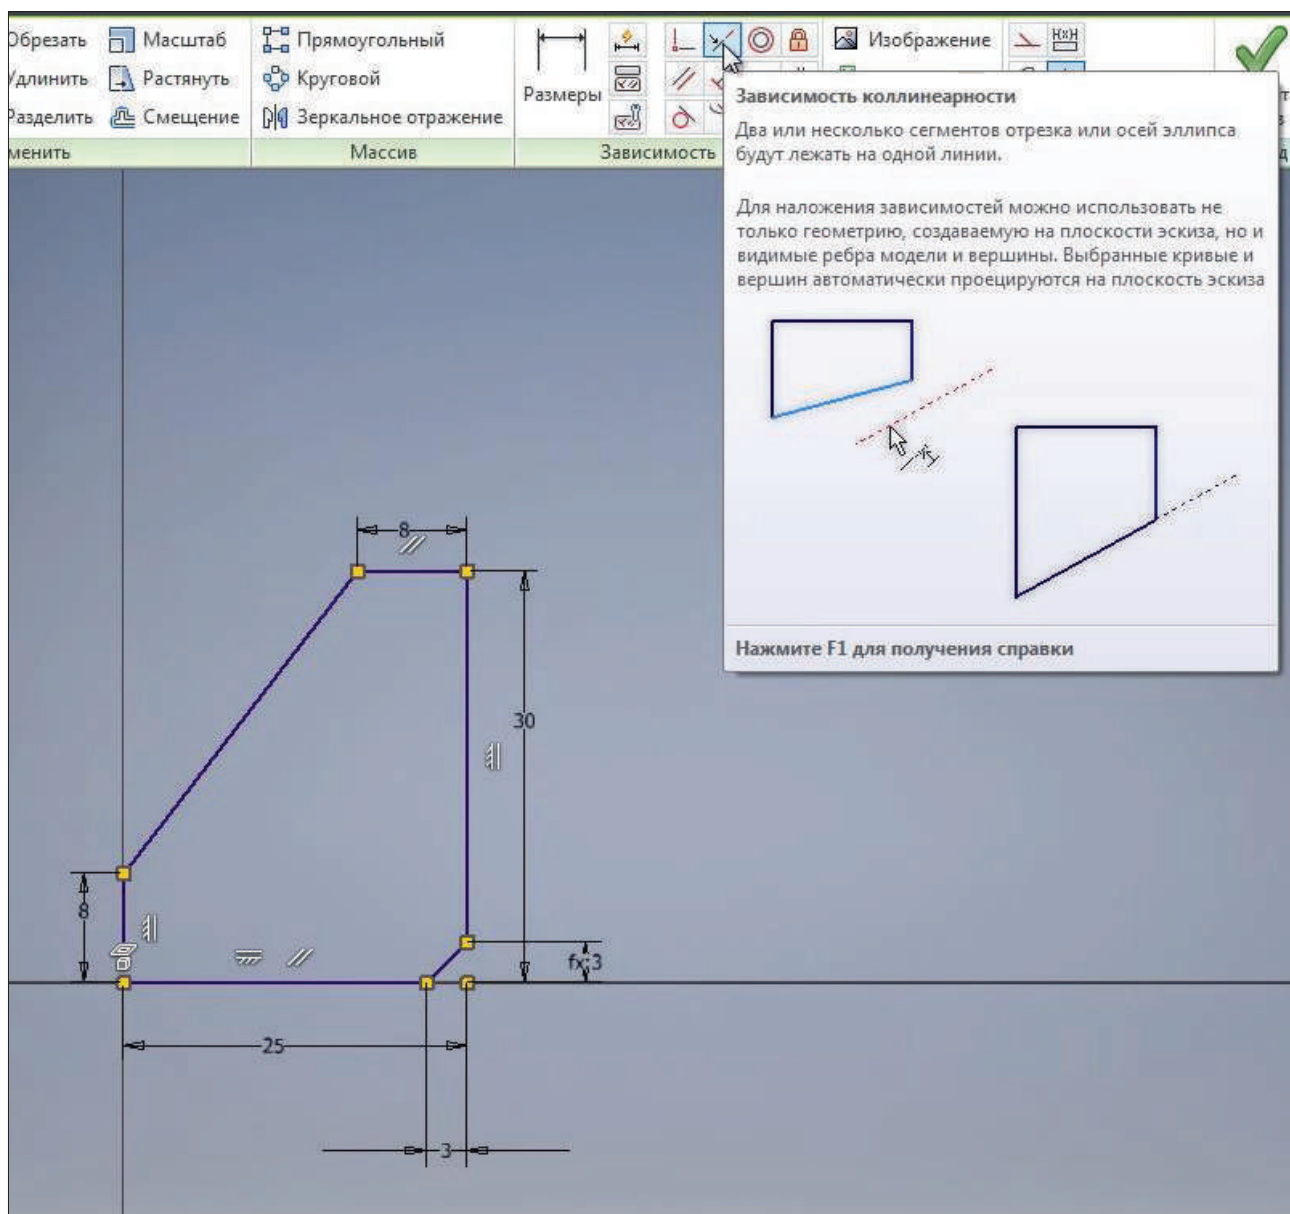 Обрезать
Масштаб
Прямоугольный
Изображение
Удлинить
Растянуть
Круговой
Размеры
Разделить
Смещение
Зеркальное отражение
менить
Массив
Зависимость
Зависимость коллинеарности
Два или несколько сегментов отрезка или осей эллипса
будут лежать на одной линии.
Для наложения зависимостей можно использовать не
только геометрию, создаваемую на плоскости эскиза, но и
видимые ребра модели и вершины. Выбранные кривые и
вершин автоматически проецируются на плоскость эскиза
Нажмите F1 для получения справки
8
30
8
fx:3
25
3